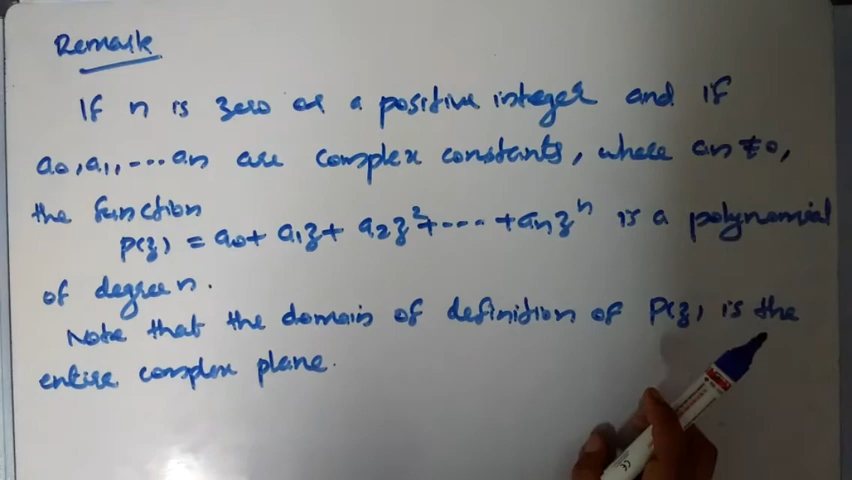 Remark
If n is zero or a positive integer and if
a₀, a₁, ... aₙ are complex constants, where aₙ ≠ 0,
the function
P(z) = a₀ + a₁z + a₂z² + ... + aₙzⁿ is a polynomial
of degree n.
Note that the domain of definition of P(z) is the
entire complex plane.